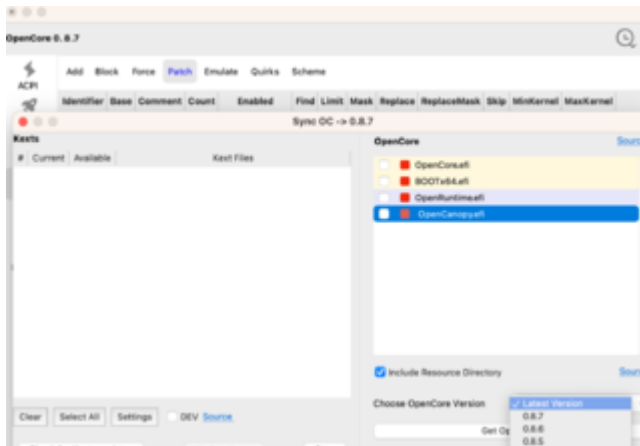 OpenCore 0.8.7
ACPI
Add Block Force Patch Emulate Quirks Scheme
Identifier Base Comment Count Enabled Find Limit Mask Replace ReplaceMask Skip MinKernel MaxKernel
Sync OC -> 0.8.7
Kexts
# Current Available Kext Files
OpenCore
OpenCore.efi
BOOTx64.efi
OpenRuntime.efi
OpenCanopy.efi
Include Resource Directory
Choose OpenCore Version
✓ Latest Version
0.8.7
0.8.6
0.8.5
Clear Select All Settings DEV Source